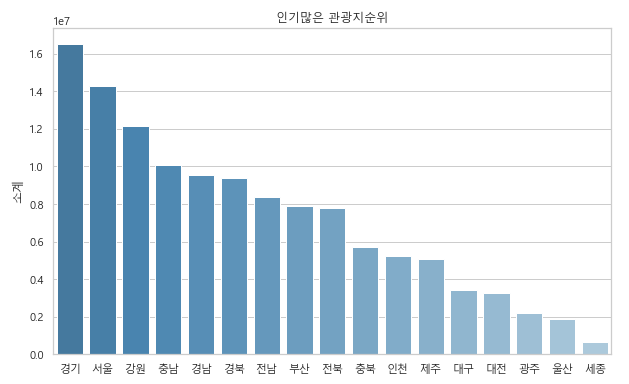 인기많은 관광지순위
1e7
1.6
1.4
1.2
1.0
0.8
0.6
0.4
0.2
0.0
소계
경기 서울 강원 충남 경남 경북 전남 부산 전북 충북 인천 제주 대구 대전 광주 울산 세종